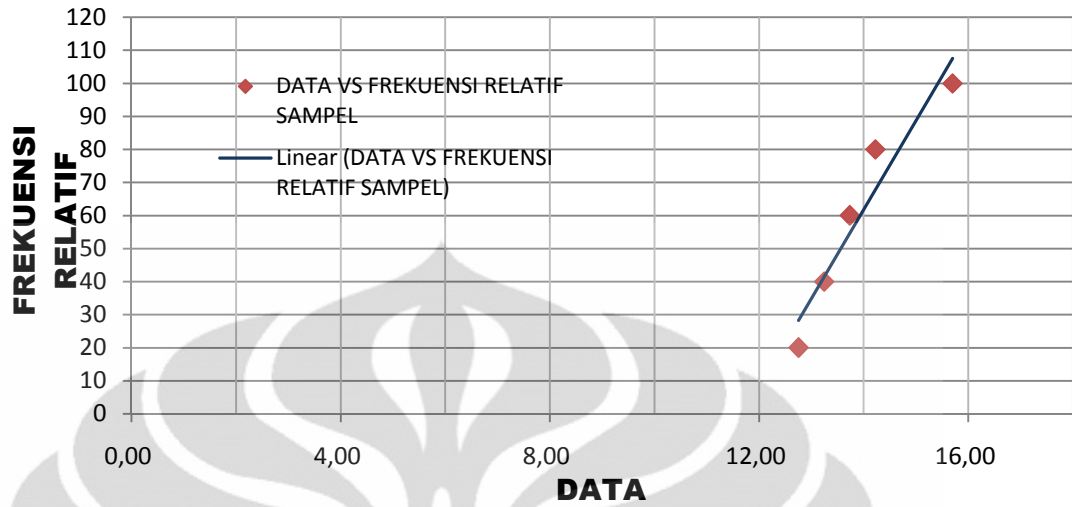 120
110
100
90
80
70
60
50
40
30
20
10
0
FREKUENSI
RELATIF
DATA VS FREKUENSI RELATIF
SAMPEL
Linear (DATA VS FREKUENSI
RELATIF SAMPEL)
0,00 4,00 8,00 12,00 16,00
DATA